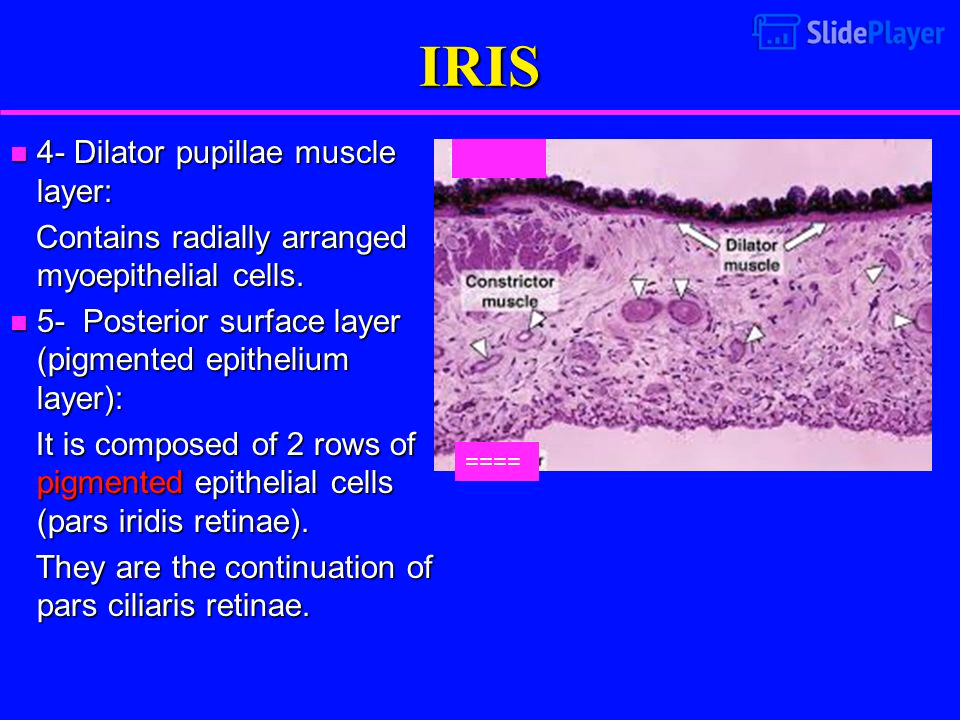 SlidePlayer
IRIS
4- Dilator pupillae muscle
layer:
Contains radially arranged
myoepithelial cells.
5- Posterior surface layer
(pigmented epithelium
layer):
It is composed of 2 rows of
pigmented epithelial cells
(pars iridis retinae).
They are the continuation of
pars ciliaris retinae.
Dilator
muscle
Constrictor
muscle
====